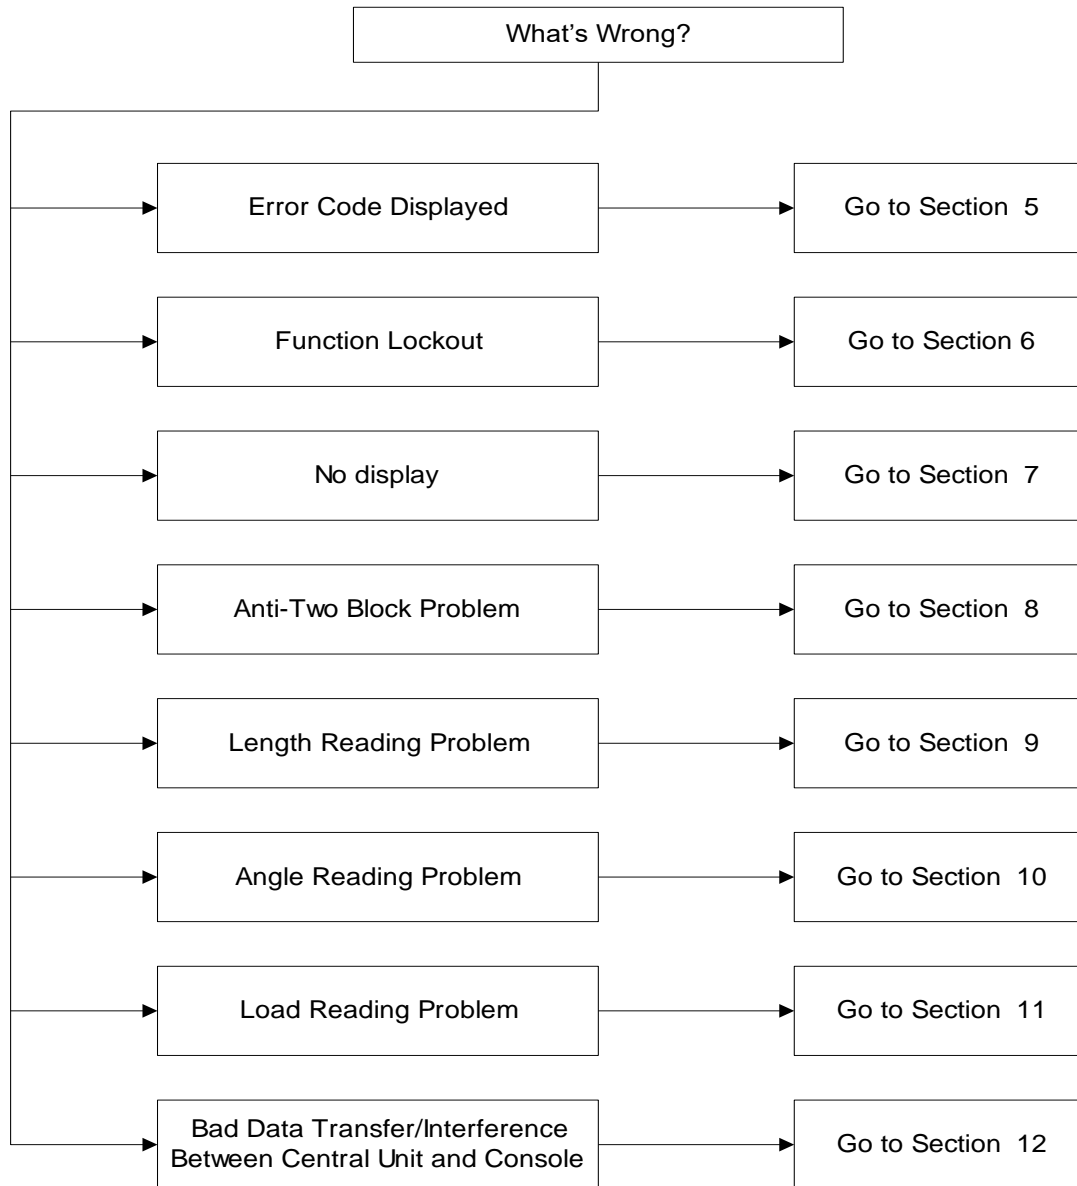 What's Wrong?
Error Code Displayed
Go to Section 5
Function Lockout
Go to Section 6
No display
Go to Section 7
Anti-Two Block Problem
Go to Section 8
Length Reading Problem
Go to Section 9
Angle Reading Problem
Go to Section 10
Load Reading Problem
Go to Section 11
Bad Data Transfer/Interference
Between Central Unit and Console
Go to Section 12